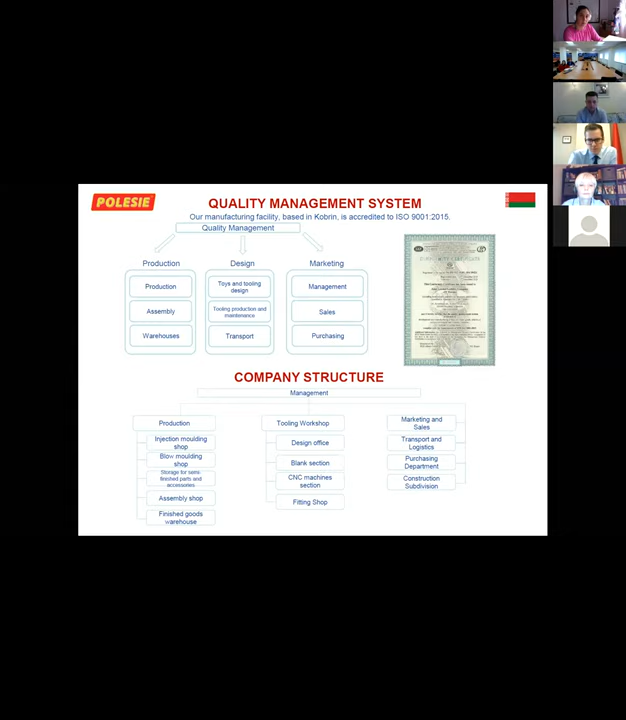 POLESIE
QUALITY MANAGEMENT SYSTEM
Our manufacturing facility, based in Kobrin, is accredited to ISO 9001:2015.
Quality Management
Production
Design
Marketing
Production
Assembly
Warehouses
Toys and tooling
design
Tooling production and
maintenance
Transport
Management
Sales
Purchasing
COMPANY STRUCTURE
Management
Production
Injection moulding
shop
Blow moulding
shop
Storage for semi-
finished parts and
accessories
Assembly shop
Finished goods
warehouse
Tooling Workshop
Design office
Blank section
CNC machines
section
Fitting Shop
Marketing and
Sales
Transport and
Logistics
Purchasing
Department
Construction
Subdivision